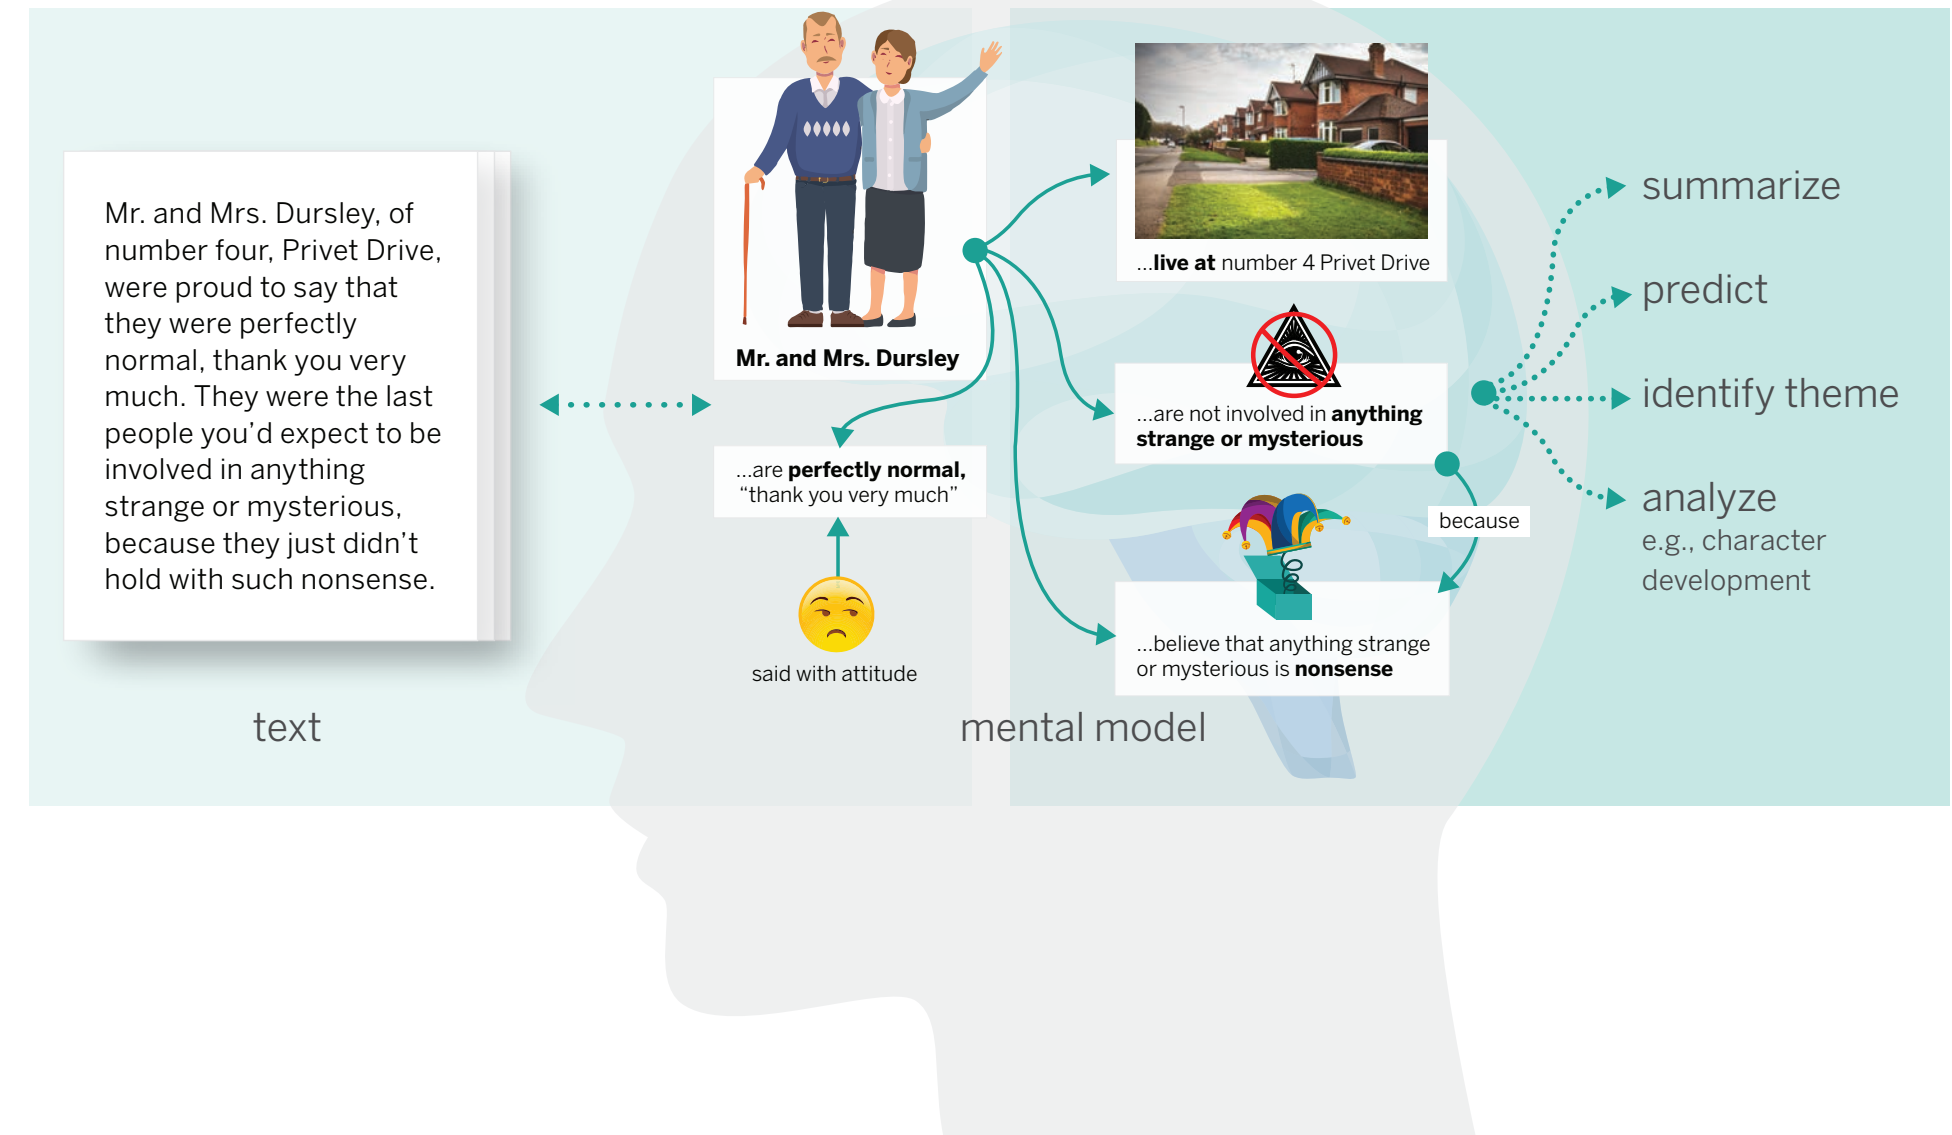 Mr. and Mrs. Dursley, of
number four, Privet Drive,
were proud to say that
they were perfectly
normal, thank you very
much. They were the last
people you’d expect to be
involved in anything
strange or mysterious,
because they just didn’t
hold with such nonsense.
text
Mr. and Mrs. Dursley
...are perfectly normal,
“thank you very much”
said with attitude
mental model
...live at number 4 Privet Drive
...are not involved in anything
strange or mysterious
because
...believe that anything strange
or mysterious is nonsense
summarize
predict
identify theme
analyze
e.g., character
development